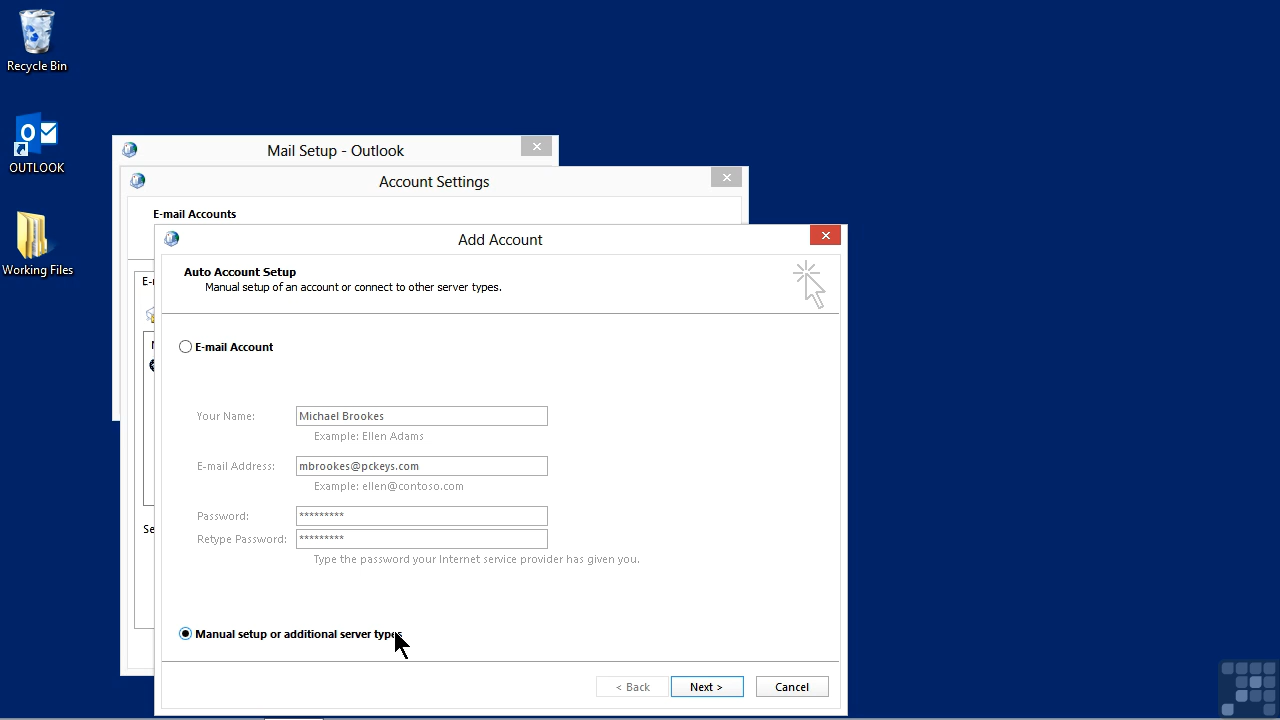 Recycle Bin
OUTLOOK
Working Files
Mail Setup - Outlook
Account Settings
E-mail Accounts
Add Account
Auto Account Setup
Manual setup of an account or connect to other server types.
E-mail Account
Your Name: Michael Brookes
Example: Ellen Adams
E-mail Address: mbrookes@pckeys.com
Example: ellen@contoso.com
Password: *********
Retype Password: *********
Type the password your Internet service provider has given you.
Manual setup or additional server types
< Back Next > Cancel